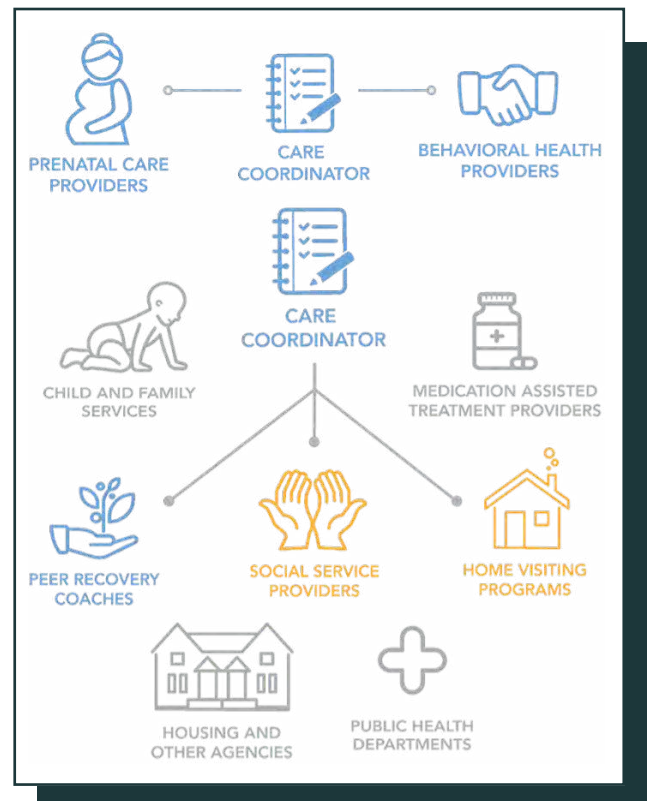 PRENATAL CARE
PROVIDERS
CARE
COORDINATOR
BEHAVIORAL HEALTH
PROVIDERS
CARE
COORDINATOR
CHILD AND FAMILY
SERVICES
MEDICATION ASSISTED
TREATMENT PROVIDERS
PEER RECOVERY
COACHES
SOCIAL SERVICE
PROVIDERS
HOME VISITING
PROGRAMS
HOUSING AND
OTHER AGENCIES
PUBLIC HEALTH
DEPARTMENTS